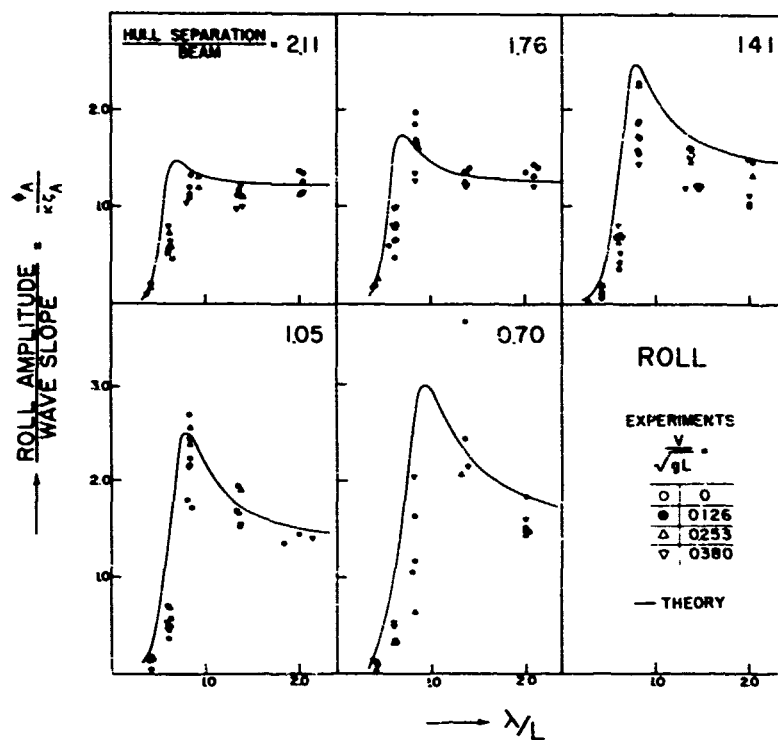 HULL SEPARATION / BEAM = 2.11
1.76
1.41
2.0
1.0
→ ROLL AMPLITUDE / WAVE SLOPE = ϕA / κζA
1.05
0.70
ROLL
3.0
2.0
1.0
EXPERIMENTS
V / √gL =
○ 0
● 0.126
△ 0.253
▽ 0.380
— THEORY
1.0 2.0
1.0 2.0
1.0 2.0
→ λ/L